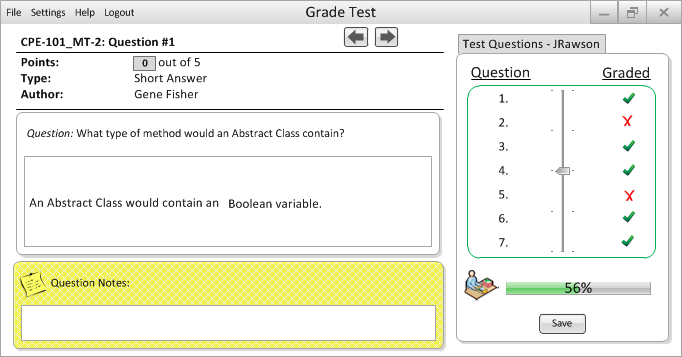 File Settings Help Logout Grade Test
CPE-101_MT-2: Question #1
Points: 0 out of 5
Type: Short Answer
Author: Gene Fisher
Question: What type of method would an Abstract Class contain?
An Abstract Class would contain an Boolean variable.
Question Notes:
Test Questions - JRawson
Question Graded
1.
2.
3.
4.
5.
6.
7.
56%
Save